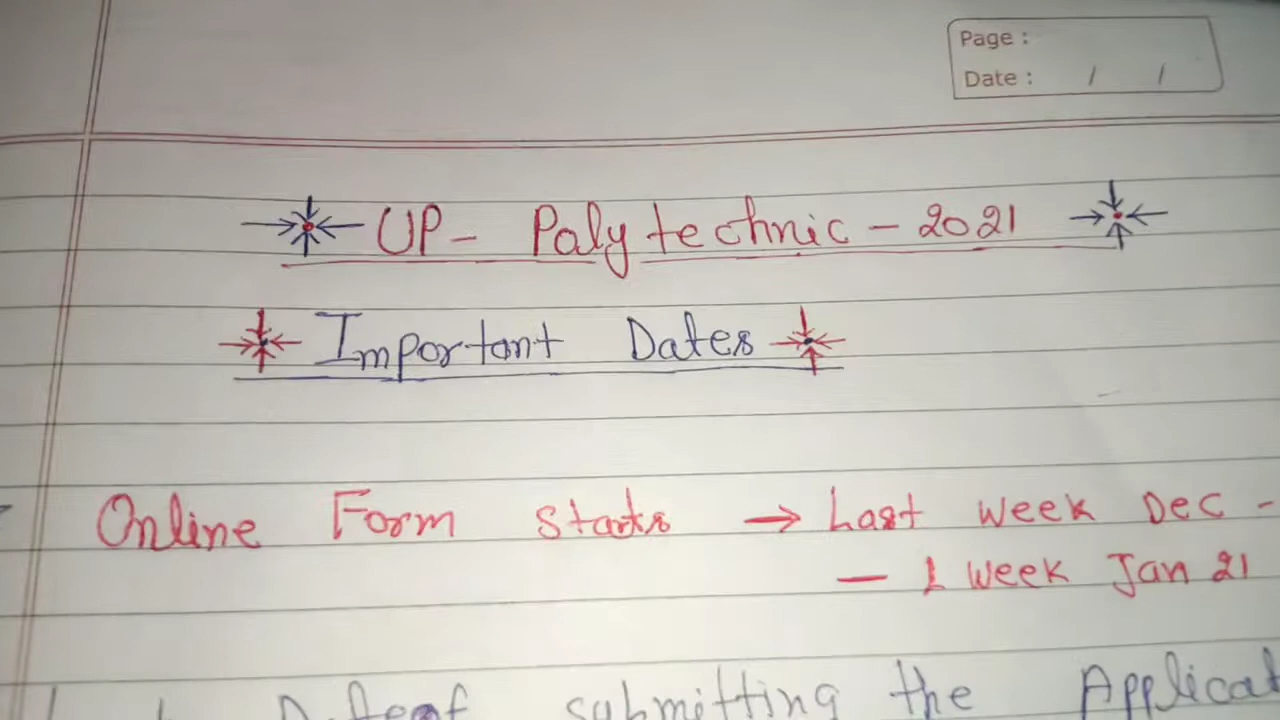 Page :
Date : / /
UP- Polytechnic - 2021
Important Dates
Online Form Starts → Last week Dec -
- 1 week Jan 21
submitting the Applicat